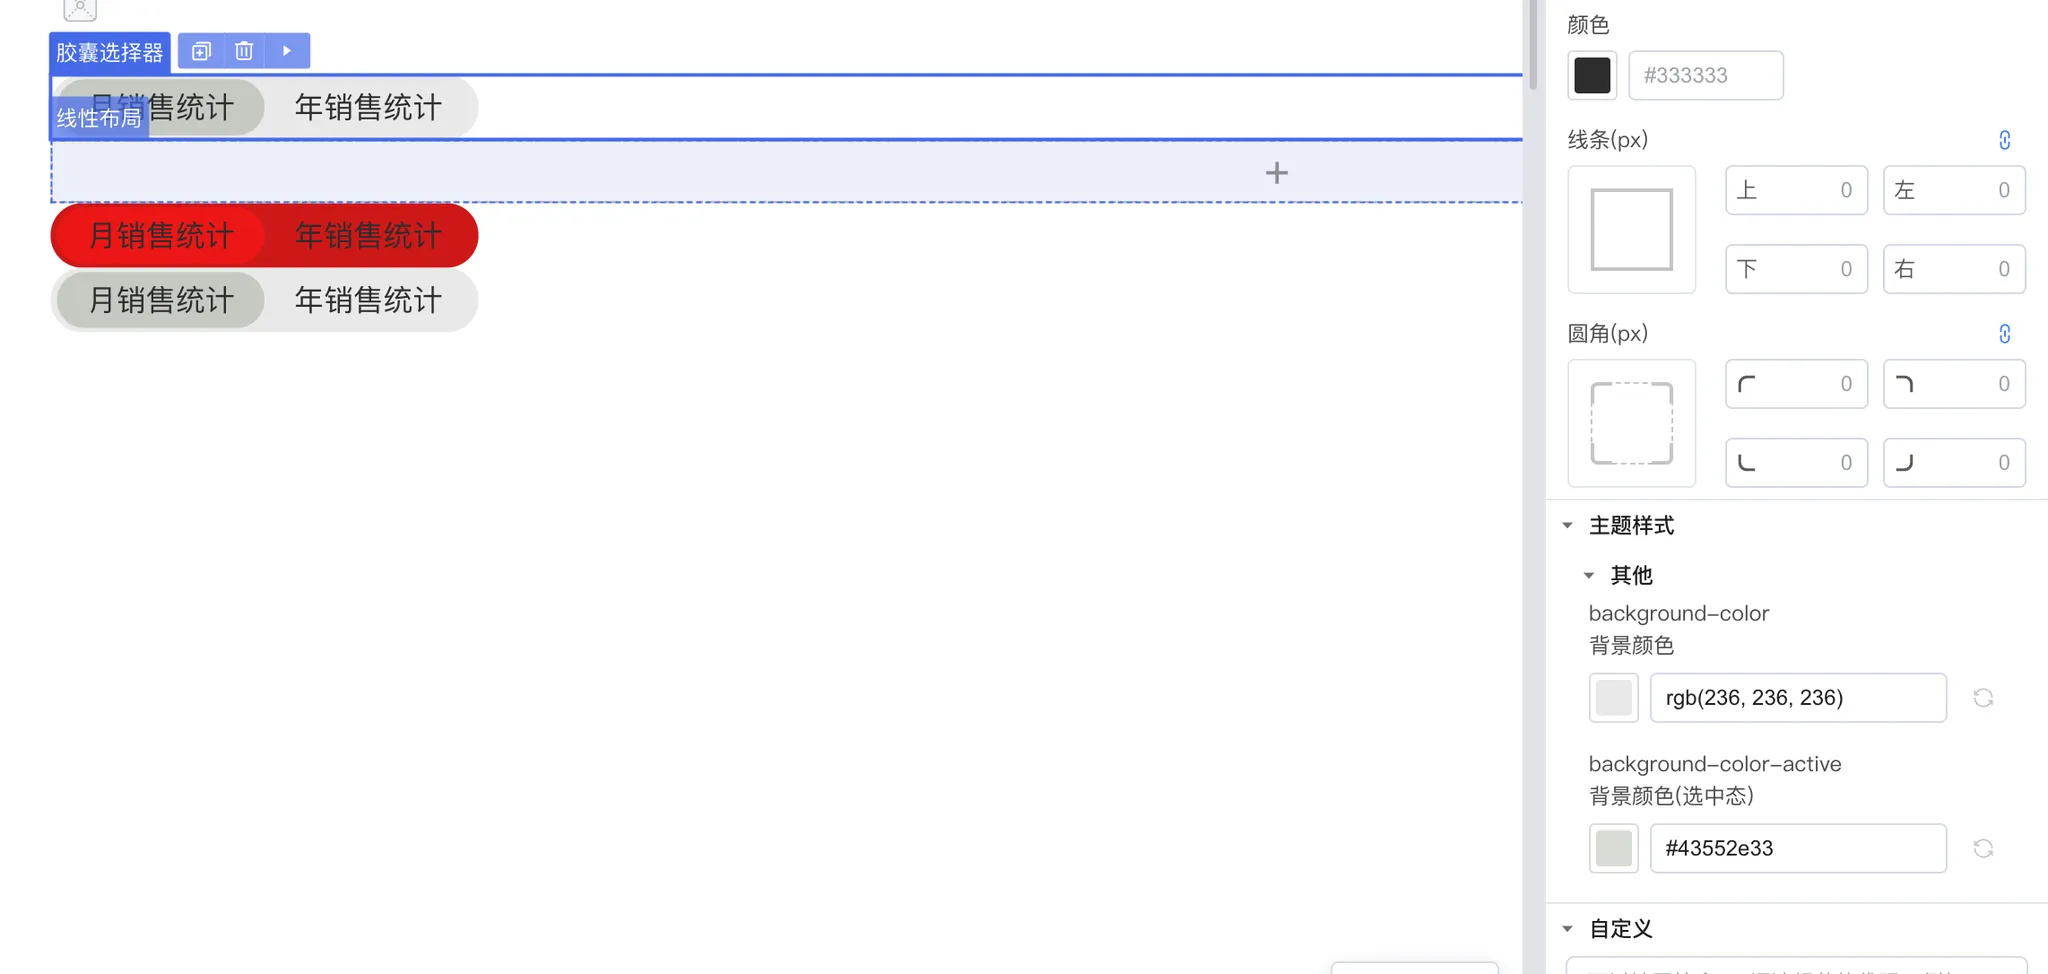 胶囊选择器
月销售统计
年销售统计
线性布局
月销售统计
年销售统计
月销售统计
年销售统计
颜色
#333333
线条(px)
上 0
左 0
下 0
右 0
圆角(px)
0
0
0
0
主题样式
其他
background-color
背景颜色
rgb(236, 236, 236)
background-color-active
背景颜色(选中态)
#43552e33
自定义